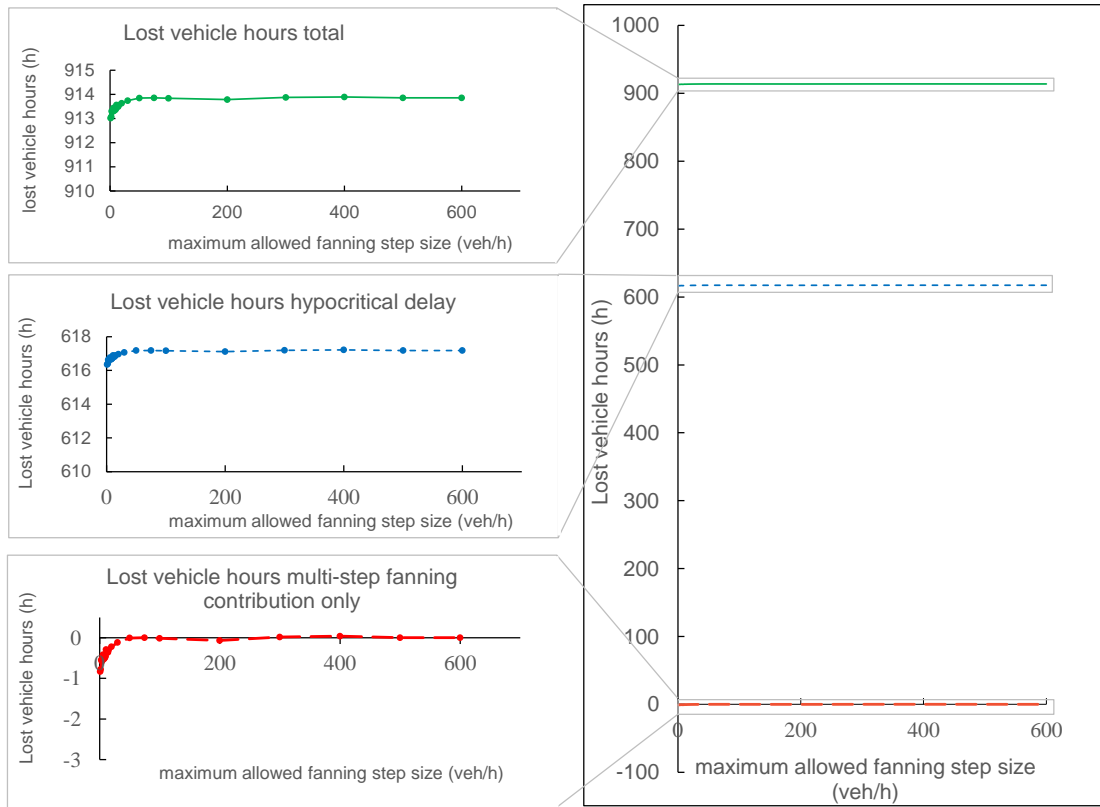 Lost vehicle hours total
lost vehicle hours (h)
915
914
913
912
911
910
0 200 400 600
maximum allowed fanning step size (veh/h)
Lost vehicle hours hypocritical delay
Lost vehicle hours (h)
618
616
614
612
610
0 200 400 600
maximum allowed fanning step size (veh/h)
Lost vehicle hours multi-step fanning
contribution only
Lost vehicle hours (h)
0
-1
-2
-3
0 200 400 600
maximum allowed fanning step size (veh/h)
Lost vehicle hours (h)
1000
900
800
700
600
500
400
300
200
100
0
-100
0 200 400 600
maximum allowed fanning step size
(veh/h)